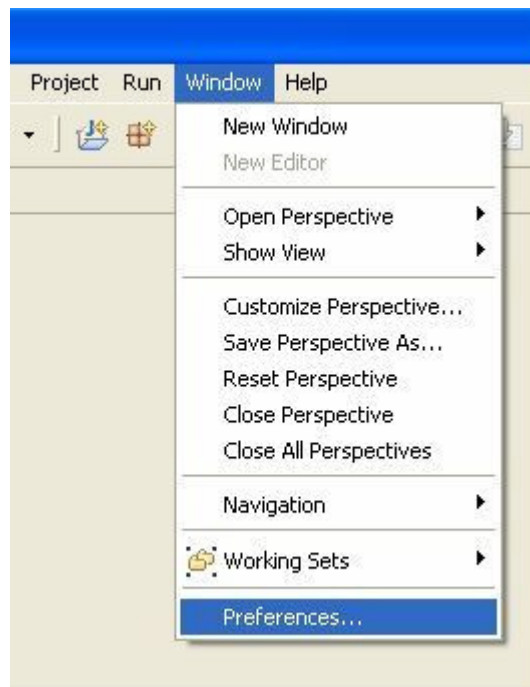 Project Run Window Help
New Window
New Editor
Open Perspective
Show View
Customize Perspective...
Save Perspective As...
Reset Perspective
Close Perspective
Close All Perspectives
Navigation
Working Sets
Preferences...